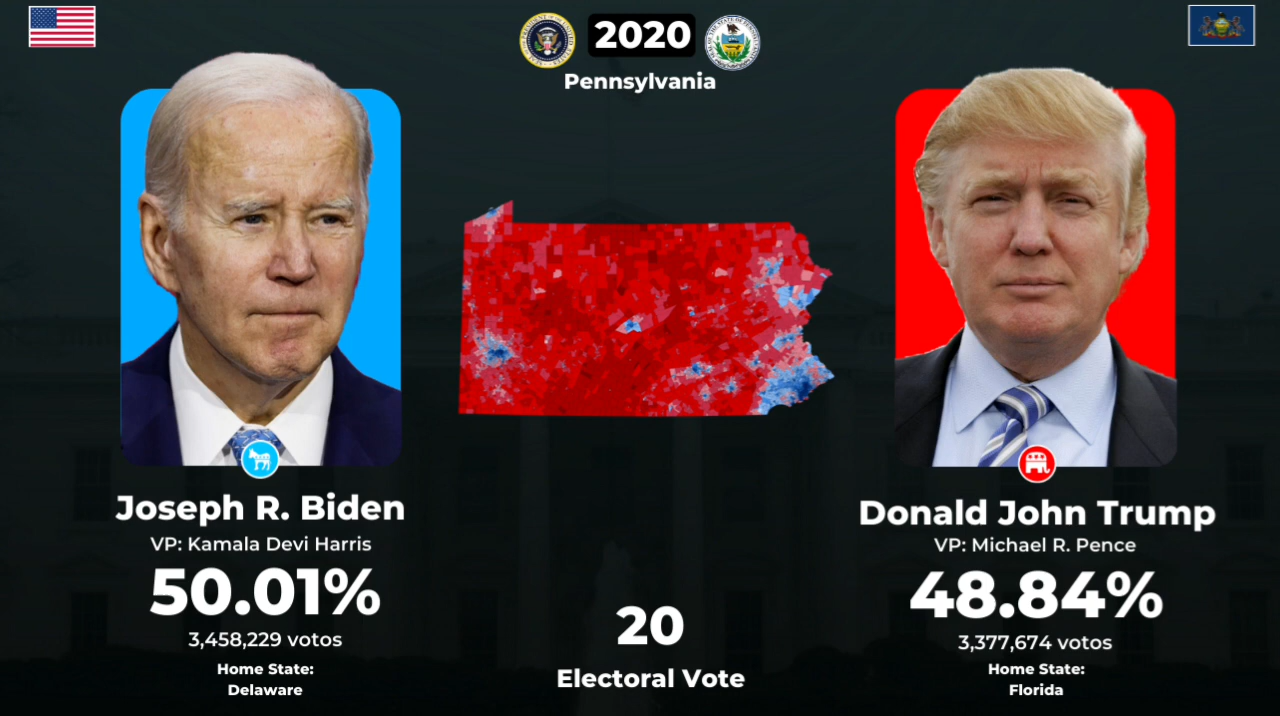 2020
Pennsylvania
Joseph R. Biden
VP: Kamala Devi Harris
50.01%
3,458,229 votos
Home State:
Delaware
20
Electoral Vote
Donald John Trump
VP: Michael R. Pence
48.84%
3,377,674 votos
Home State:
Florida